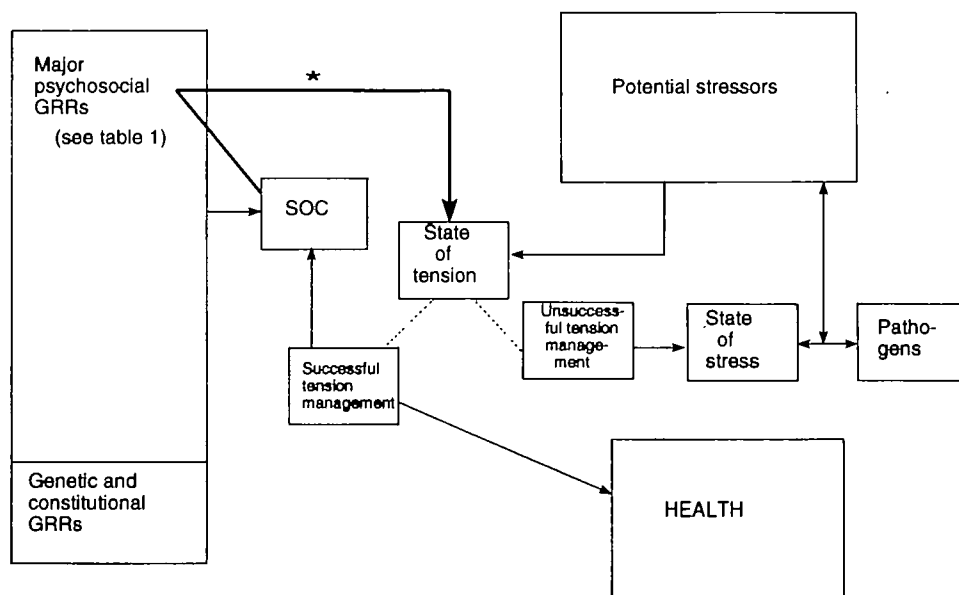 Major
psychosocial
GRRs
(see table 1)
*
Potential stressors
SOC
State
of
tension
Unsuccess-
ful tension
manage-
ment
State
of
stress
Patho-
gens
Successful
tension
management
Genetic and
constitutional
GRRs
HEALTH